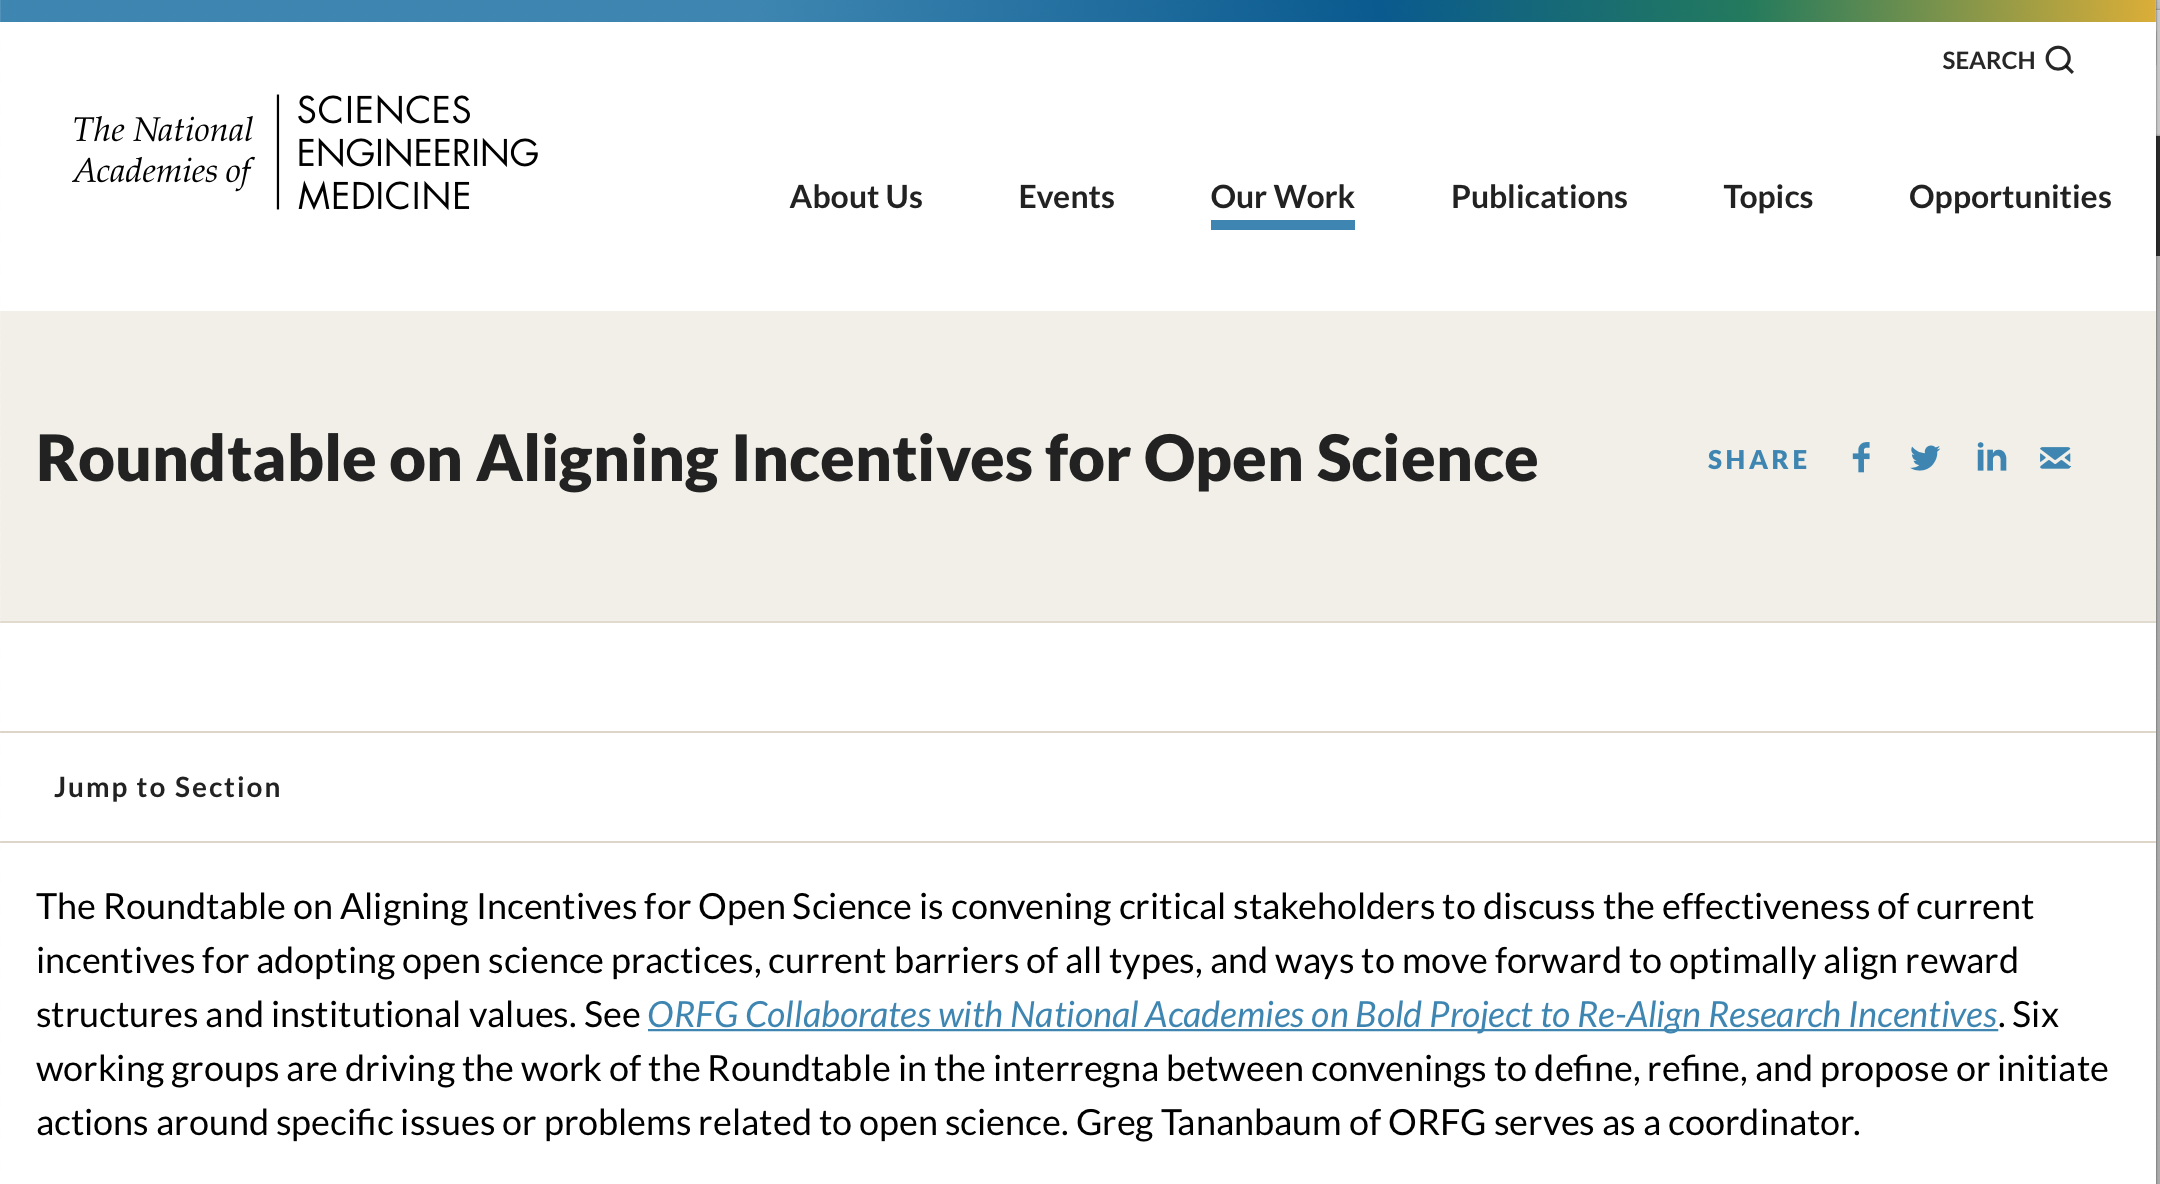 SEARCH
The National
Academies of
SCIENCES
ENGINEERING
MEDICINE
About Us Events Our Work Publications Topics Opportunities
Roundtable on Aligning Incentives for Open Science
SHARE
Jump to Section
The Roundtable on Aligning Incentives for Open Science is convening critical stakeholders to discuss the effectiveness of current
incentives for adopting open science practices, current barriers of all types, and ways to move forward to optimally align reward
structures and institutional values. See ORFG Collaborates with National Academies on Bold Project to Re-Align Research Incentives. Six
working groups are driving the work of the Roundtable in the interregna between convenings to define, refine, and propose or initiate
actions around specific issues or problems related to open science. Greg Tananbaum of ORFG serves as a coordinator.